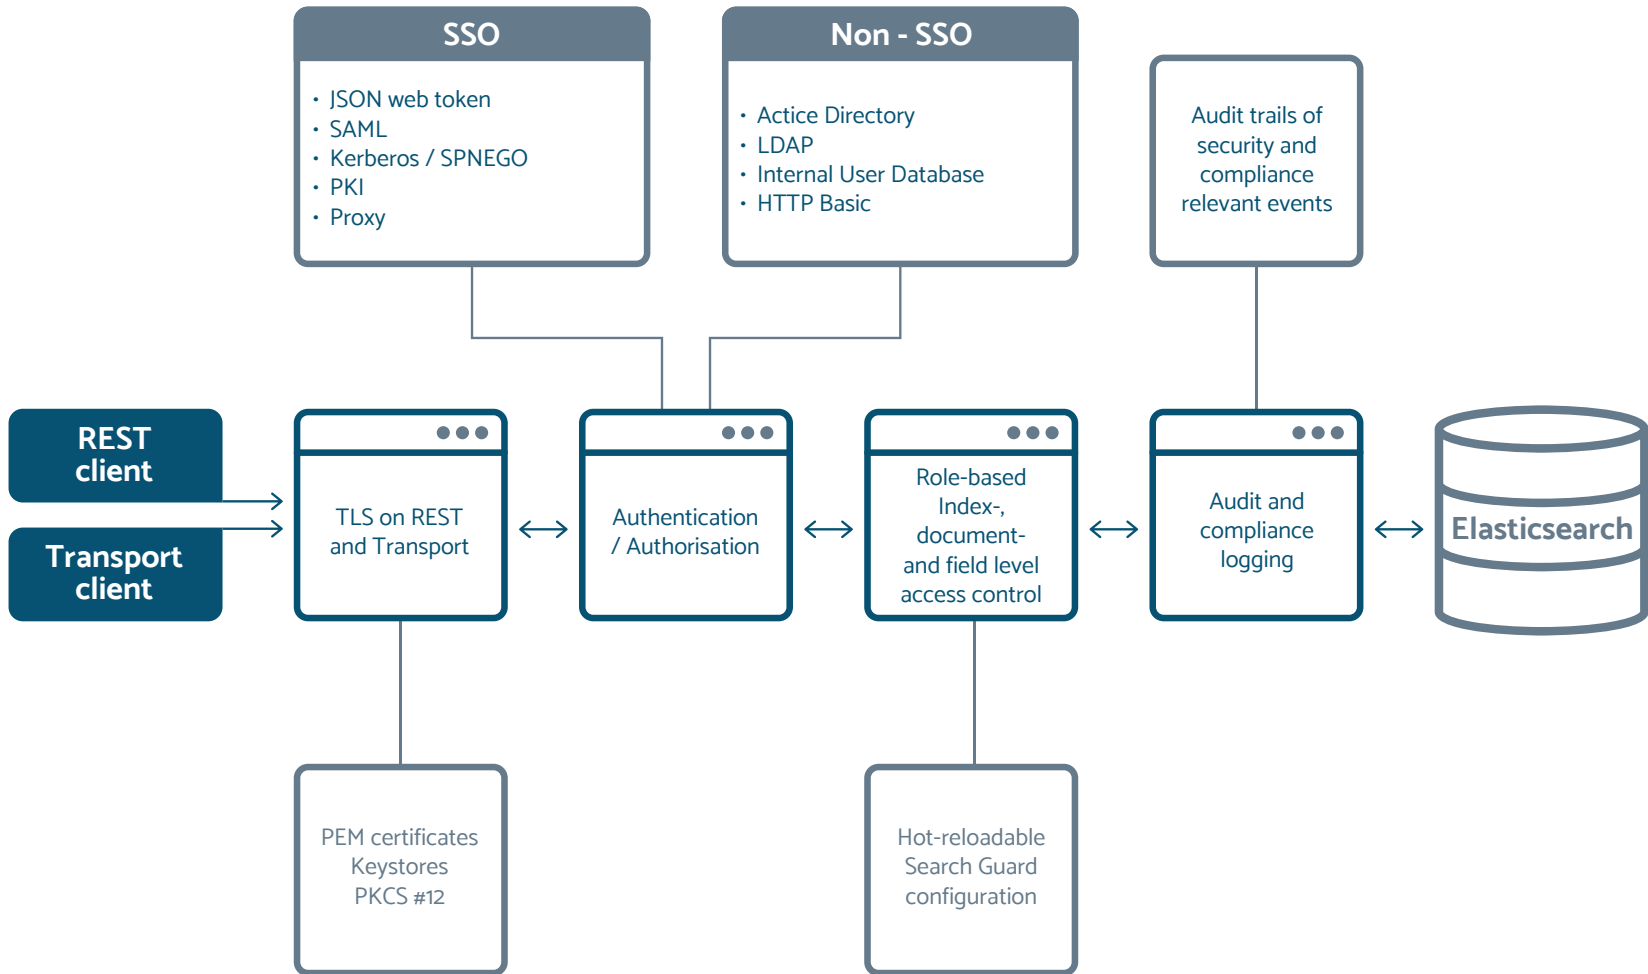 SSO
• JSON web token
• SAML
• Kerberos / SPNEGO
• PKI
• Proxy
Non - SSO
• Actice Directory
• LDAP
• Internal User Database
• HTTP Basic
Audit trails of
security and
compliance
relevant events
REST
client
Transport
client
TLS on REST
and Transport
Authentication
/ Authorisation
Role-based
Index-,
document-
and field level
access control
Audit and
compliance
logging
Elasticsearch
PEM certificates
Keystores
PKCS #12
Hot-reloadable
Search Guard
configuration